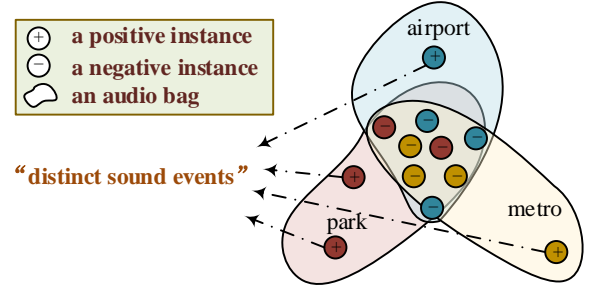 + a positive instance
− a negative instance
an audio bag
airport
+
−
−
−
−
−
−
−
−
“distinct sound events”
+
park
+
metro
+